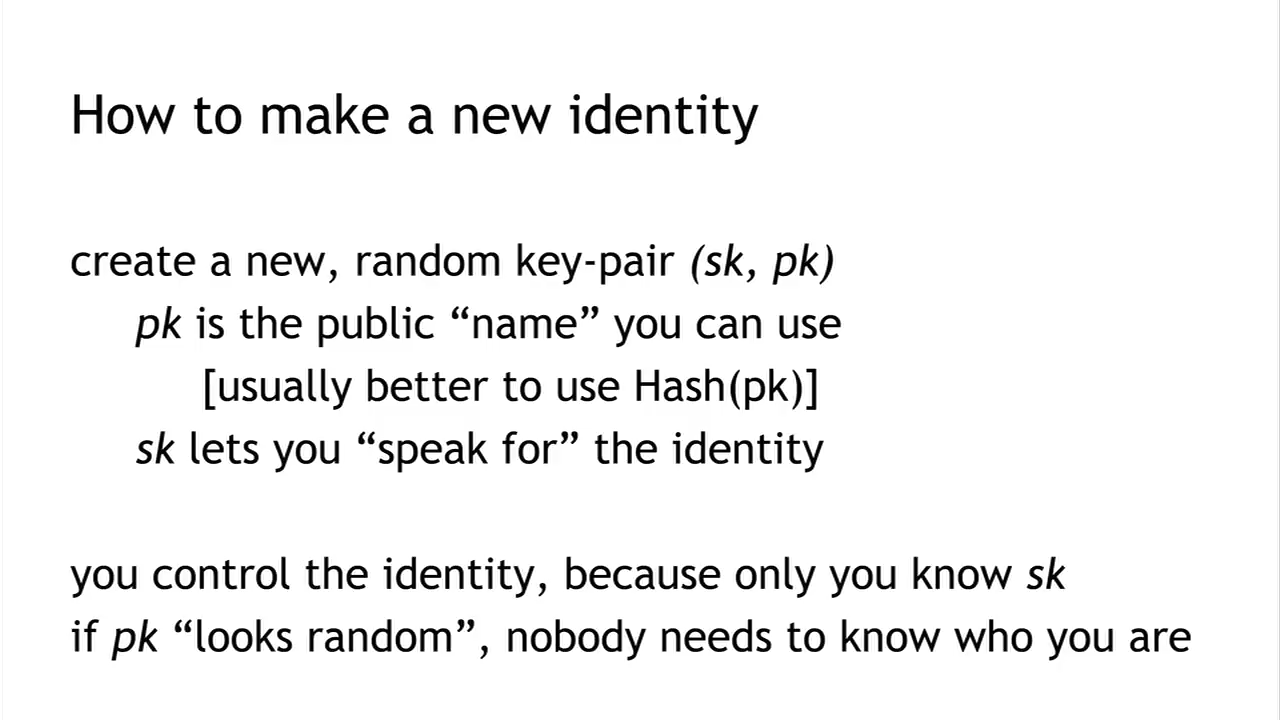 How to make a new identity
create a new, random key-pair (sk, pk)
pk is the public “name” you can use
[usually better to use Hash(pk)]
sk lets you “speak for” the identity
you control the identity, because only you know sk
if pk “looks random”, nobody needs to know who you are